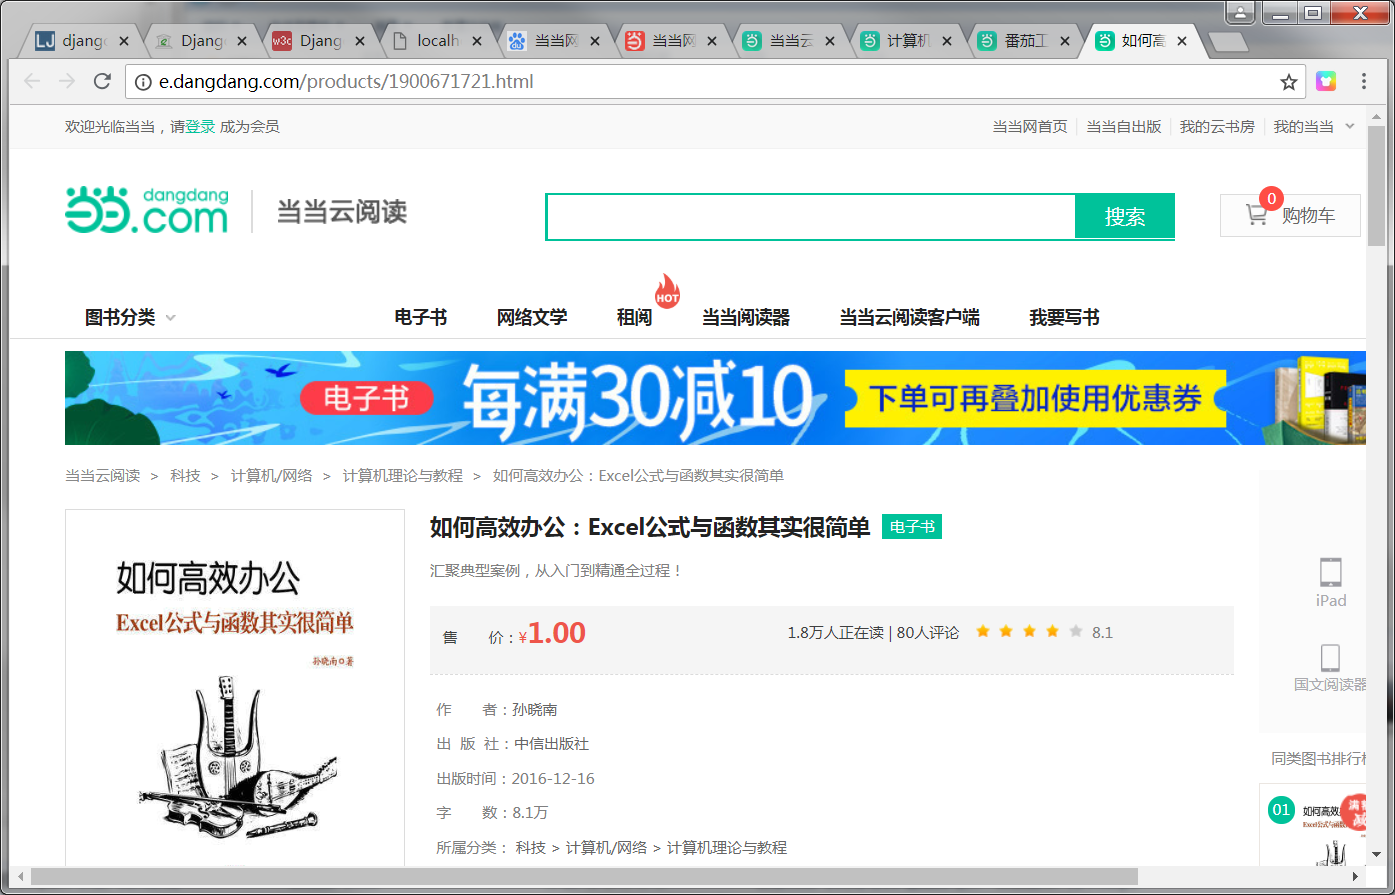 djang
Djang
w3c
Djang
localh
当当网
当当网
当当云
计算机
番茄工
如何高
e.dangdang.com/products/1900671721.html
欢迎光临当当，请登录 成为会员
当当网首页
当当自出版
我的云书房
我的当当
dangdang
.com
当当云阅读
搜索
0
购物车
图书分类
电子书
网络文学
租阅
HOT
当当阅读器
当当云阅读客户端
我要写书
电子书
每满30减10
下单可再叠加使用优惠券
当当云阅读 > 科技 > 计算机/网络 > 计算机理论与教程 > 如何高效办公：Excel公式与函数其实很简单
如何高效办公
Excel公式与函数其实很简单
孙晓南◎著
如何高效办公：Excel公式与函数其实很简单 电子书
汇聚典型案例，从入门到精通全过程！
售 价：¥1.00
1.8万人正在读 | 80人评论 8.1
作 者：孙晓南
出 版 社：中信出版社
出版时间：2016-12-16
字 数：8.1万
所属分类： 科技 > 计算机/网络 > 计算机理论与教程
iPad
国文阅读器
同类图书排行
01
如何高效
Excel公式与
满
减